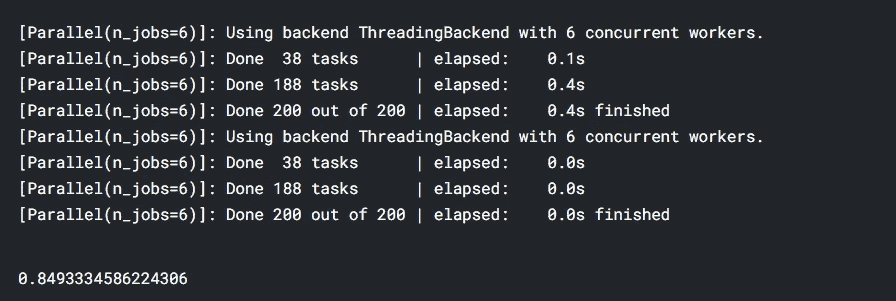 [Parallel(n_jobs=6)]: Using backend ThreadingBackend with 6 concurrent workers.
[Parallel(n_jobs=6)]: Done  38 tasks      | elapsed:    0.1s
[Parallel(n_jobs=6)]: Done 188 tasks      | elapsed:    0.4s
[Parallel(n_jobs=6)]: Done 200 out of 200 | elapsed:    0.4s finished
[Parallel(n_jobs=6)]: Using backend ThreadingBackend with 6 concurrent workers.
[Parallel(n_jobs=6)]: Done  38 tasks      | elapsed:    0.0s
[Parallel(n_jobs=6)]: Done 188 tasks      | elapsed:    0.0s
[Parallel(n_jobs=6)]: Done 200 out of 200 | elapsed:    0.0s finished
0.8493334586224306